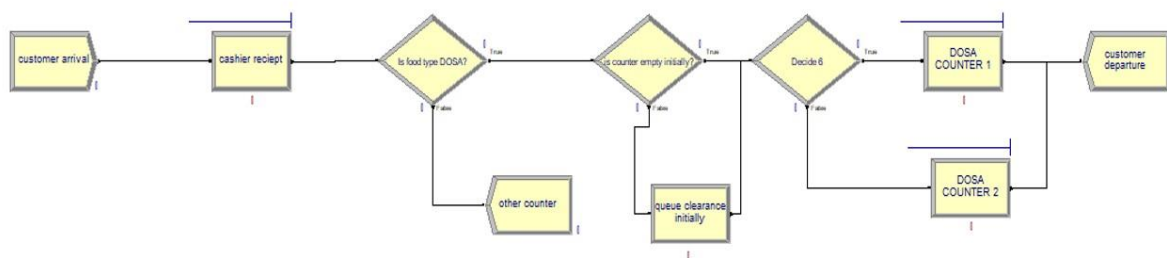 customer arrival
cashier reciept
Is food type DOSA?
True
False
other counter
is counter empty initially?
True
False
queue clearance
initially
Decide 6
True
False
DOSA
COUNTER 1
DOSA
COUNTER 2
customer
departure